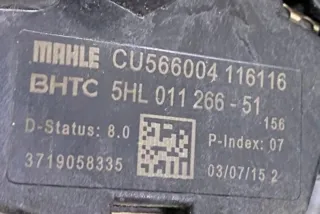 MAHLE CU566004 116116
BHTC 5HL 011 266 - 51
156
D-Status: 8.0 P-Index: 07
3719058335 03/07/15 2